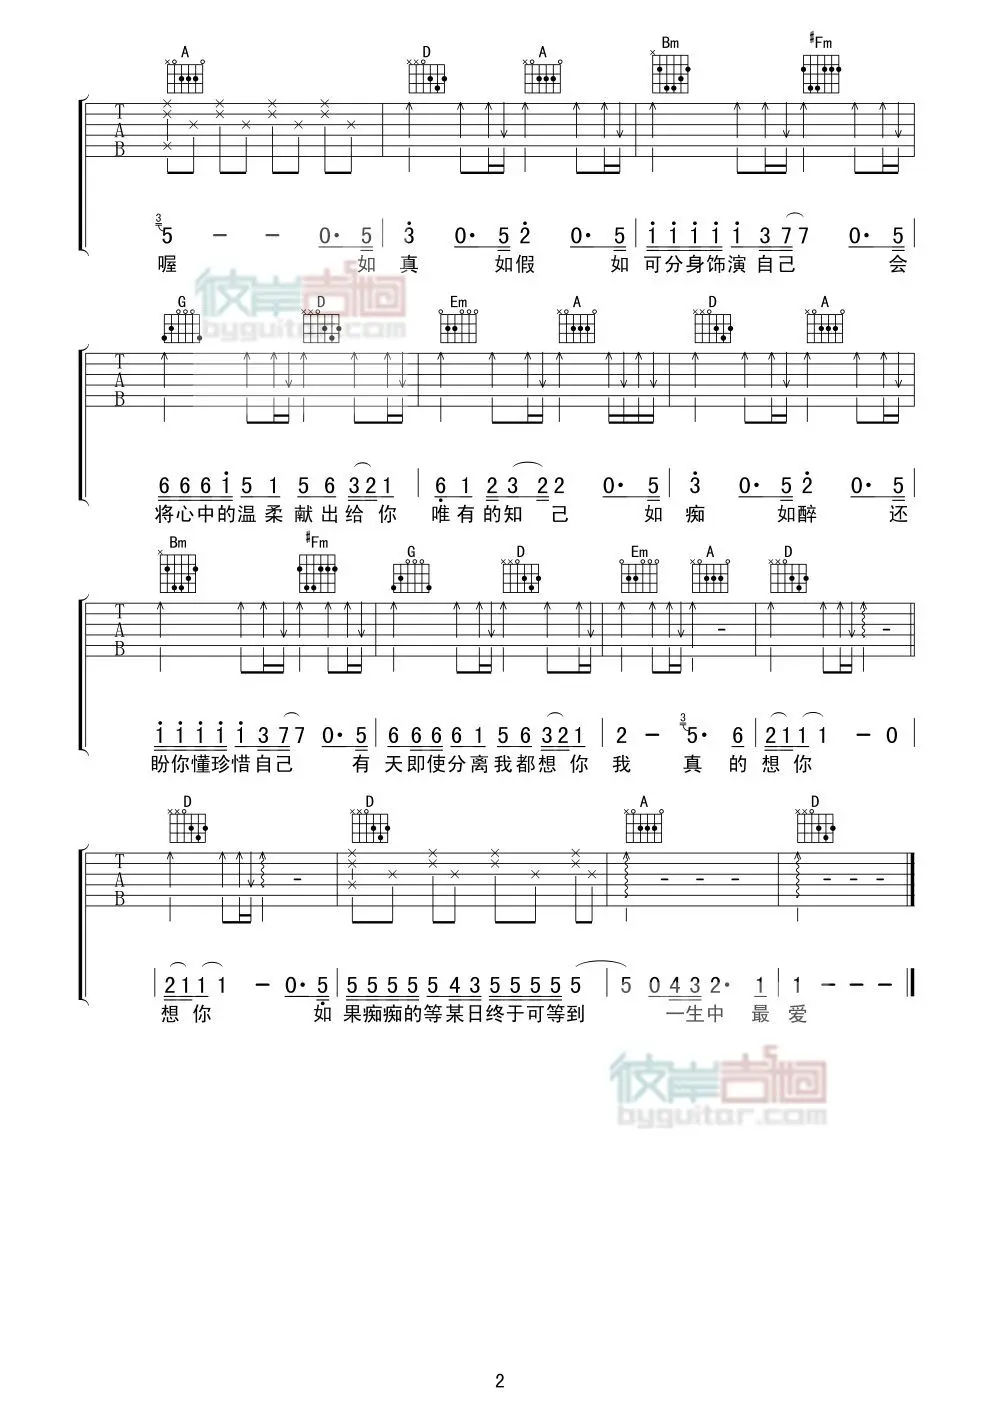 A D A Bm #Fm
T
A
B
3
5 - - 0· 5 3 0· 5 2 0· 5 1 1 1 1 1 3 7 7 0· 5
喔 如 真 如假 如 可分身饰演自己 会
彼岸吉他
byguitar.com
G D Em A D A
T
A
B
6 6 6 1 5 1 5 6 3 2 1 6 1 2 3 2 2 0· 5 3 0· 5 2 0· 5
将心中的温柔献出给你 唯有的知己 如 痴 如醉 还
Bm #Fm G D Em A D
T
A
B
3
1 1 1 1 1 3 7 7 0· 5 6 6 6 6 1 5 6 3 2 1 2 - 5· 6 2 1 1 1 - 0
盼你懂珍惜自己 有 天即使分离我都想你我 真 的想你
D D A D
T
A
B
2 1 1 1 - 0· 5 5 5 5 5 5 4 3 5 5 5 5 5 5 0 4 3 2 2· 1 1 - -
想你 如 果痴痴的等某日终于可等到 一生中 最 爱
彼岸吉他
byguitar.com
2